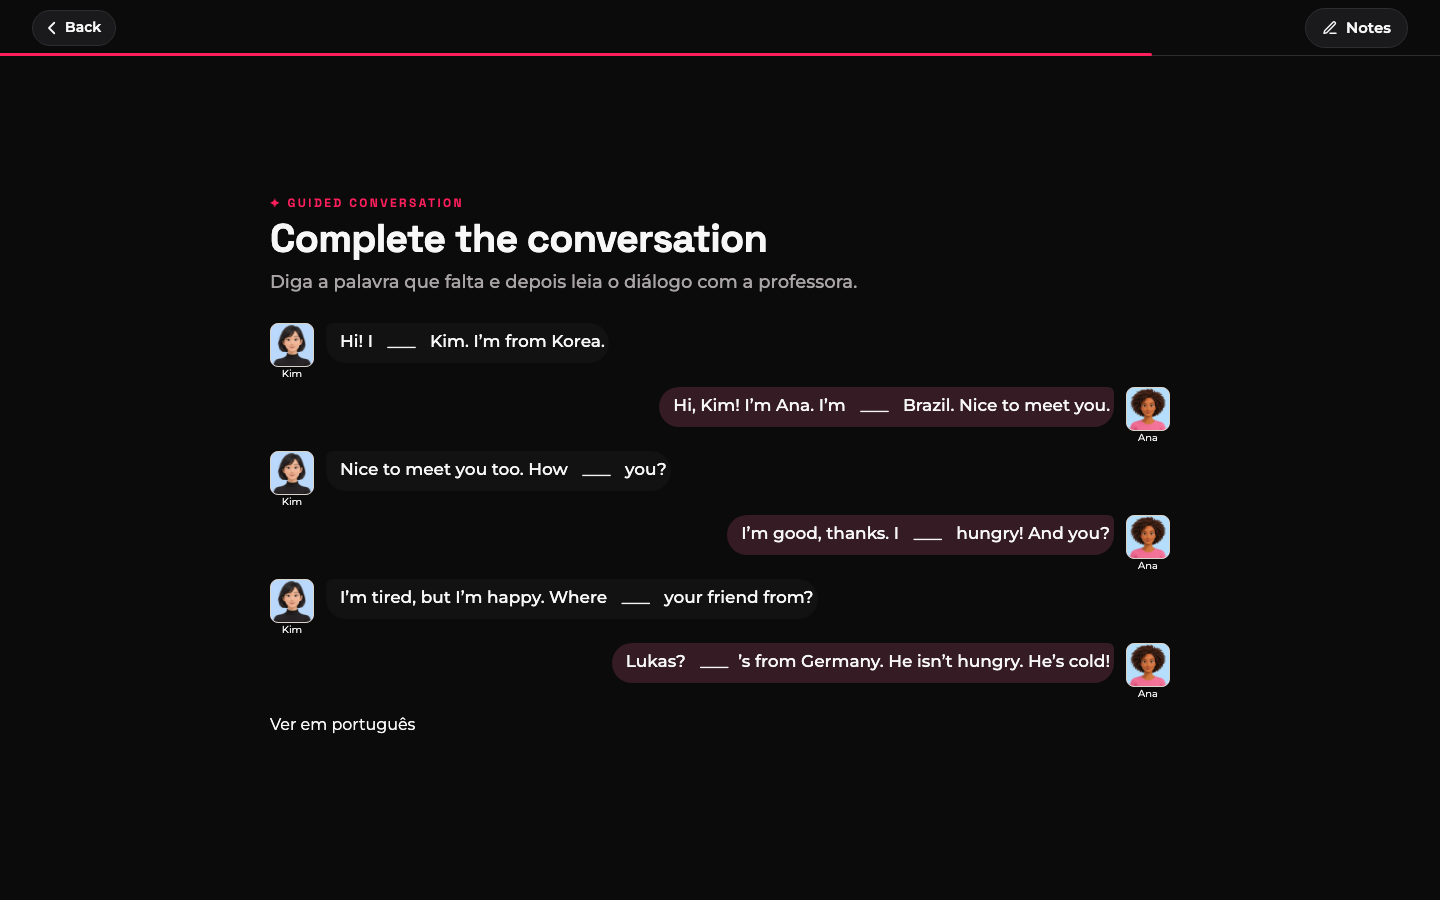 Back
Notes
✦ GUIDED CONVERSATION
Complete the conversation
Diga a palavra que falta e depois leia o diálogo com a professora.
Hi! I ___ Kim. I’m from Korea.
Kim
Hi, Kim! I’m Ana. I’m ___ Brazil. Nice to meet you.
Ana
Nice to meet you too. How ___ you?
Kim
I’m good, thanks. I ___ hungry! And you?
Ana
I’m tired, but I’m happy. Where ___ your friend from?
Kim
Lukas? ___ ’s from Germany. He isn’t hungry. He’s cold!
Ana
Ver em português